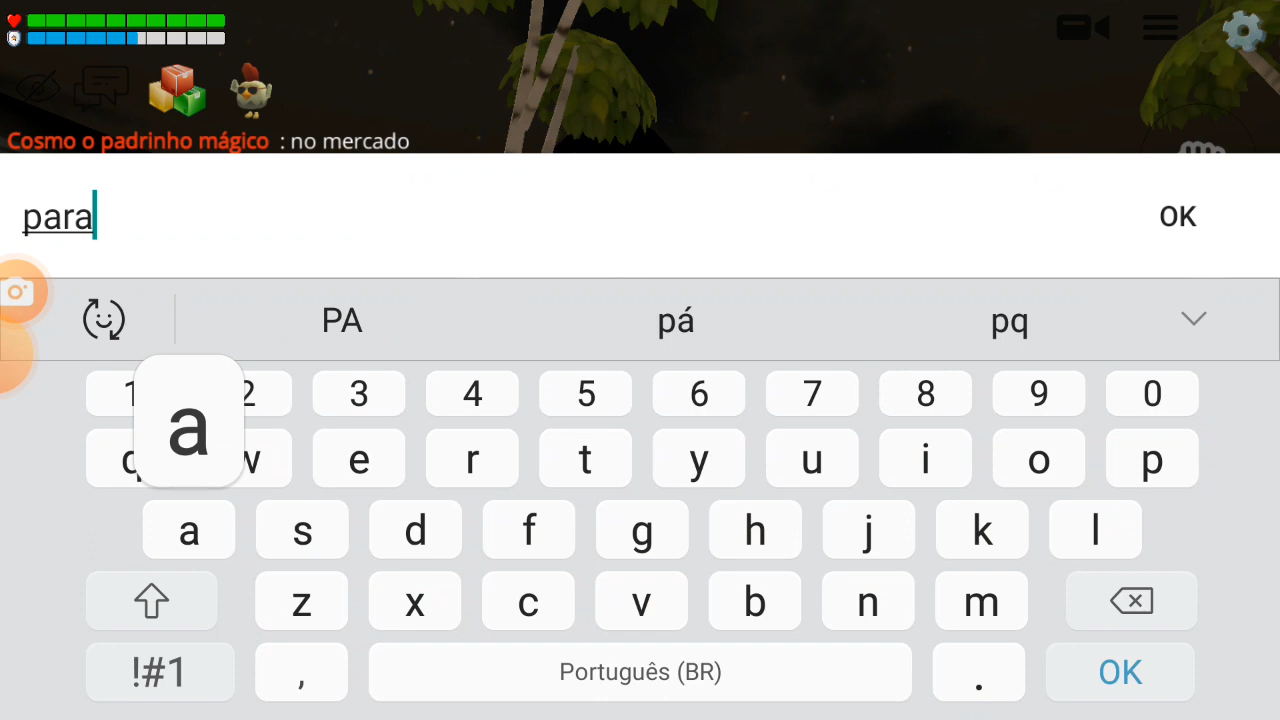 Cosmo o padrinho mágico : no mercado
para
OK
PA pá pq
1 2 3 4 5 6 7 8 9 0
a
q w e r t y u i o p
a s d f g h j k l
z x c v b n m
!#1 , Português (BR) . OK